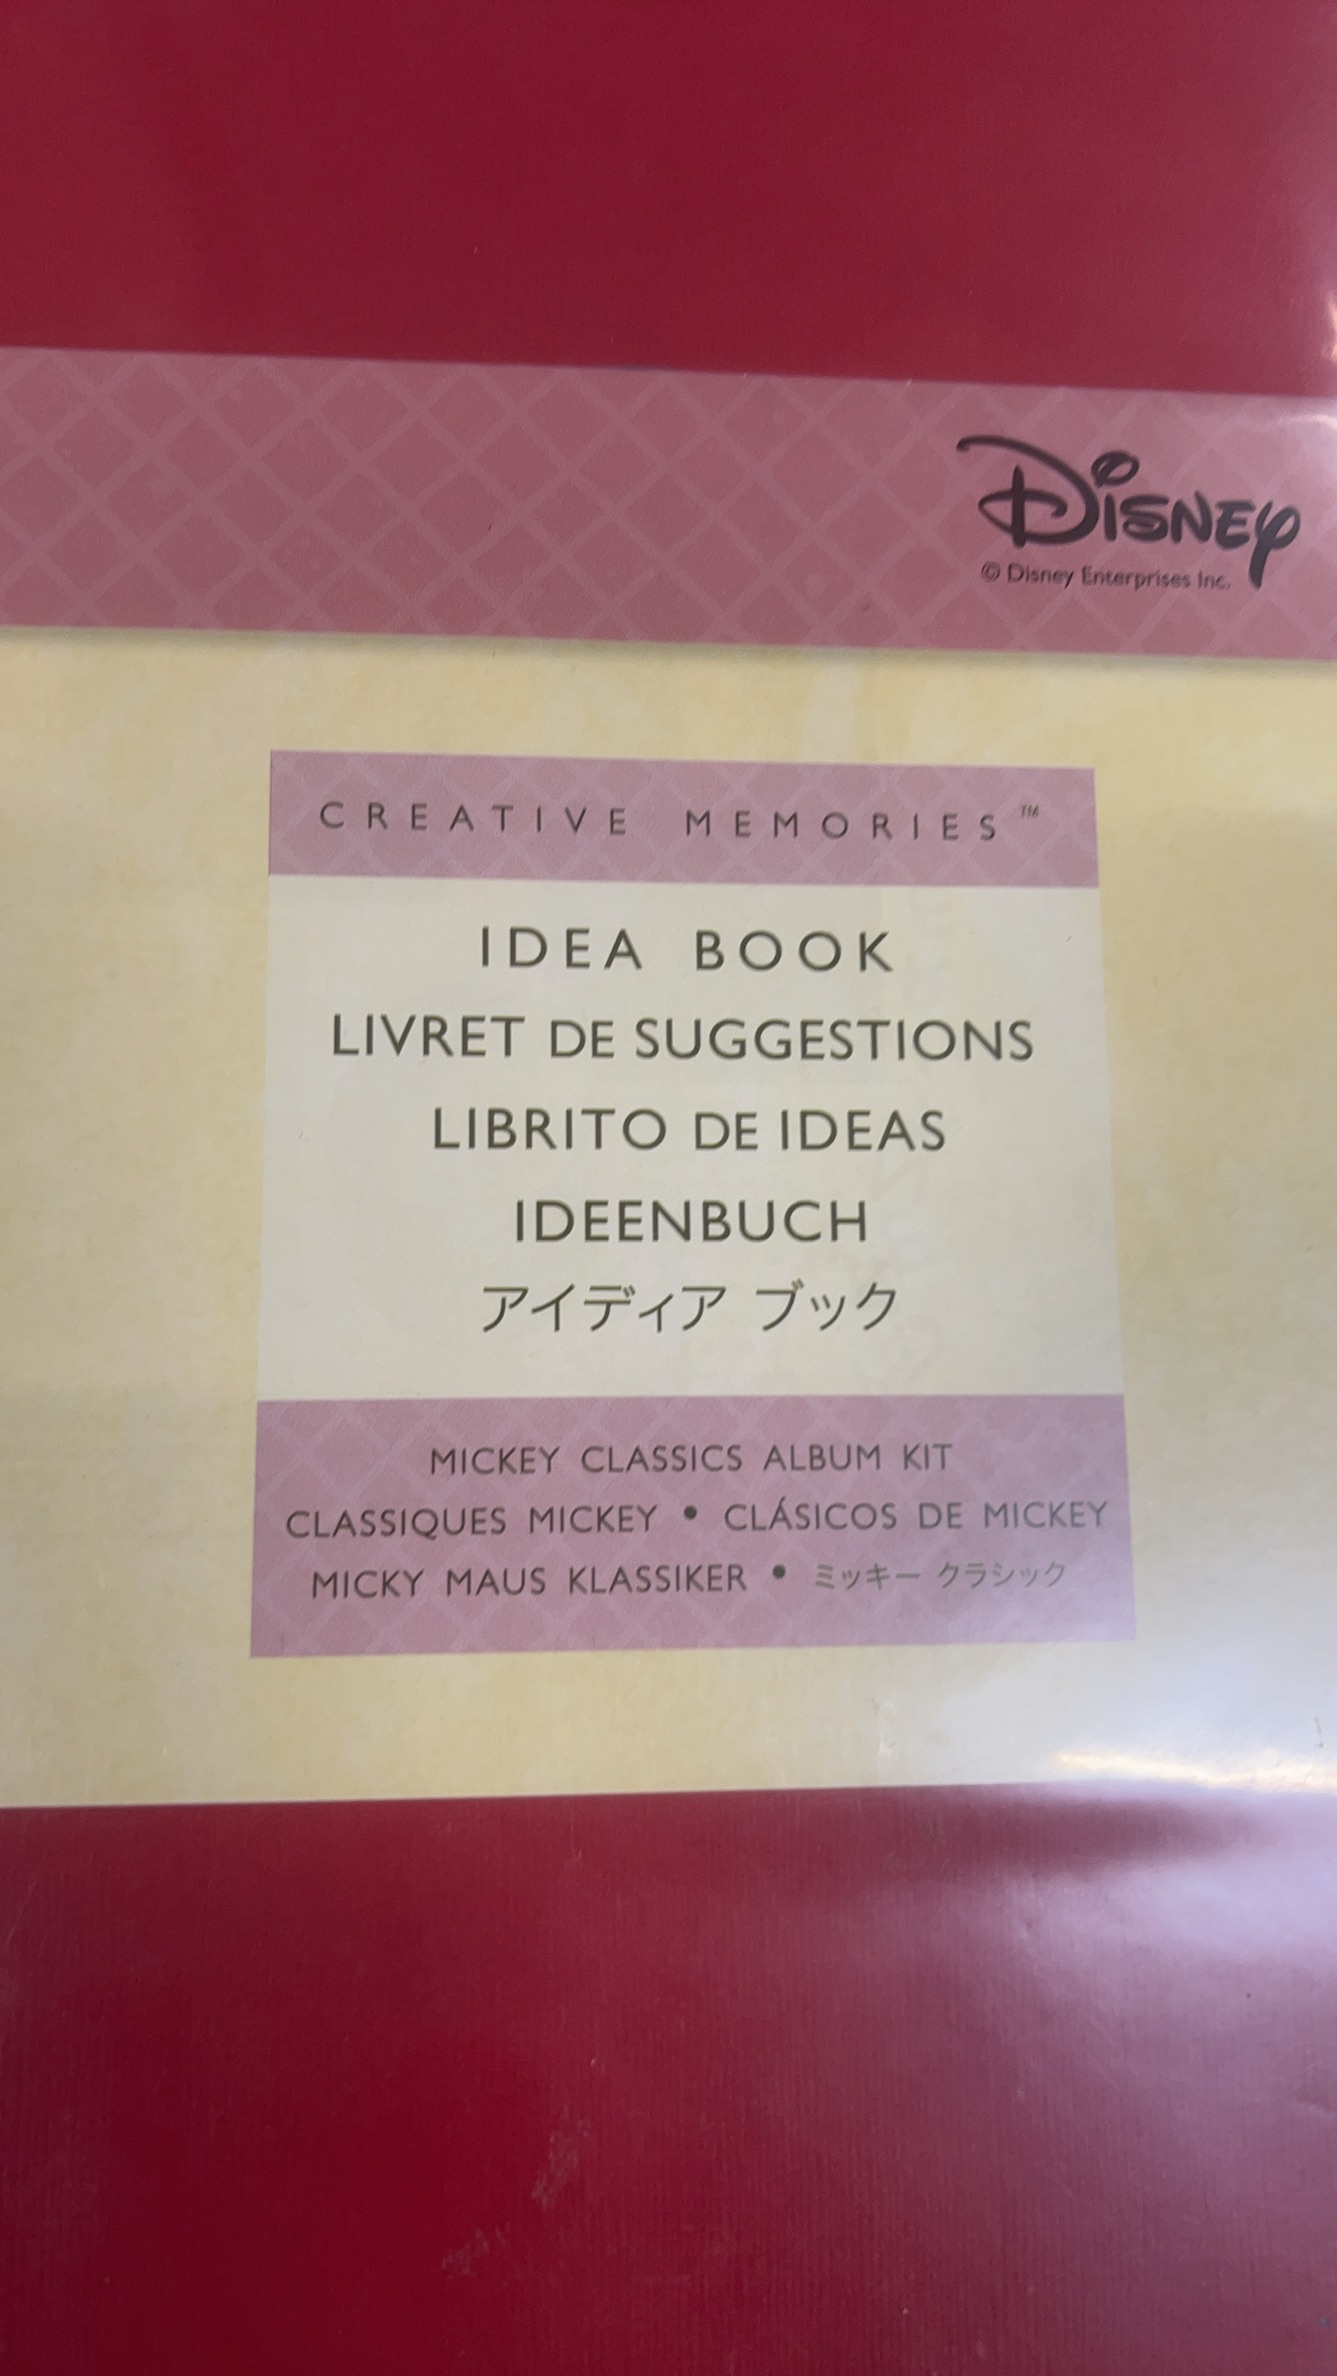 Disney
© Disney Enterprises Inc.
CREATIVE MEMORIES™
IDEA BOOK
LIVRET DE SUGGESTIONS
LIBRITO DE IDEAS
IDEENBUCH
アイディア ブック
MICKEY CLASSICS ALBUM KIT
CLASSIQUES MICKEY • CLÁSICOS DE MICKEY
MICKY MAUS KLASSIKER • ミッキー クラシック